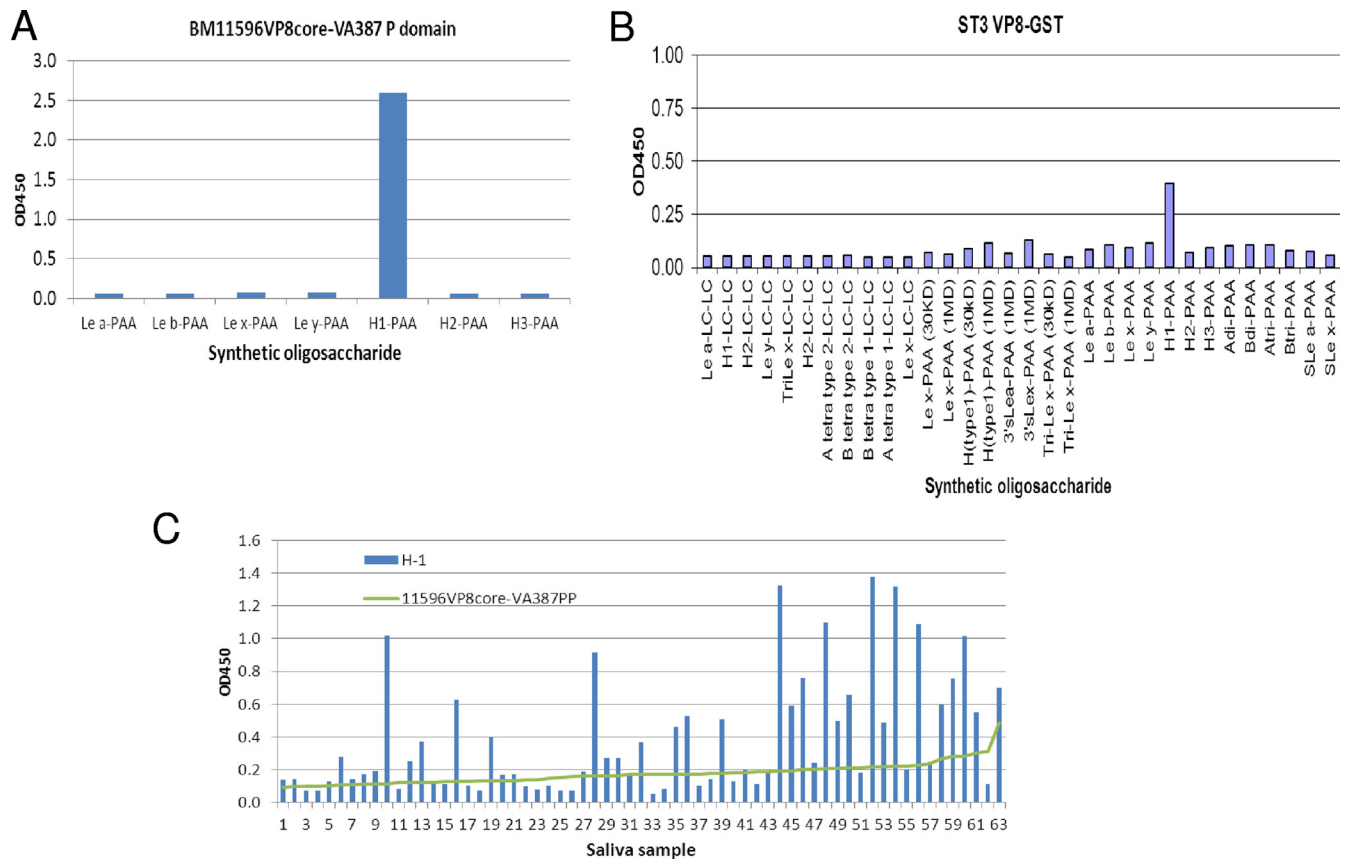 A
BM11596VP8core-VA387 P domain
3.0
2.5
2.0
1.5
1.0
0.5
0.0
OD450
Le a-PAA Le b-PAA Le x-PAA Le y-PAA H1-PAA H2-PAA H3-PAA
Synthetic oligosaccharide
B
ST3 VP8-GST
1.00
0.75
0.50
0.25
0.00
OD450
Le a-LC-LC
H1-LC-LC
H2-LC-LC
Le y-LC-LC
TriLe x-LC-LC
H2-LC-LC
A tetra type 2-LC-LC
B tetra type 2-LC-LC
B tetra type 1-LC-LC
A tetra type 1-LC-LC
Le x-LC-LC
Le x-PAA (30KD)
Le x-PAA (1MD)
H(type1)-PAA (30kD)
H(type1)-PAA (1MD)
3'sLea-PAA (1MD)
3'sLex-PAA (1MD)
Tri-Le x-PAA (30kD)
Tri-Le x-PAA (1MD)
Le a-PAA
Le b-PAA
Le x-PAA
Le y-PAA
H1-PAA
H2-PAA
H3-PAA
Adi-PAA
Bdi-PAA
Atri-PAA
Btri-PAA
SLe a-PAA
SLe x-PAA
Synthetic oligosaccharide
C
1.6
1.4
1.2
1.0
0.8
0.6
0.4
0.2
0.0
OD450
H-1
11596VP8core-VA387PP
1 3 5 7 9 11 13 15 17 19 21 23 25 27 29 31 33 35 37 39 41 43 45 47 49 51 53 55 57 59 61 63
Saliva sample